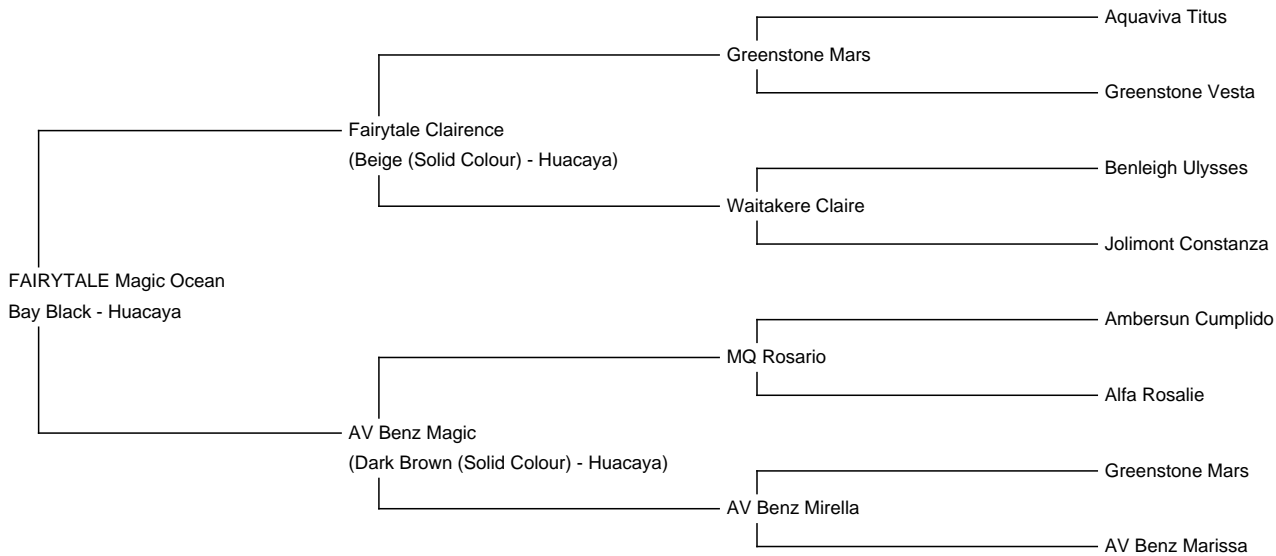 Aquaviva Titus
Greenstone Mars
Greenstone Vesta
Fairytale Clairence
(Beige (Solid Colour) - Huacaya)
Benleigh Ulysses
Waitakere Claire
Jolimont Constanza
FAIRYTALE Magic Ocean
Bay Black - Huacaya
Ambersun Cumplido
MQ Rosario
Alfa Rosalie
AV Benz Magic
(Dark Brown (Solid Colour) - Huacaya)
Greenstone Mars
AV Benz Mirella
AV Benz Marissa